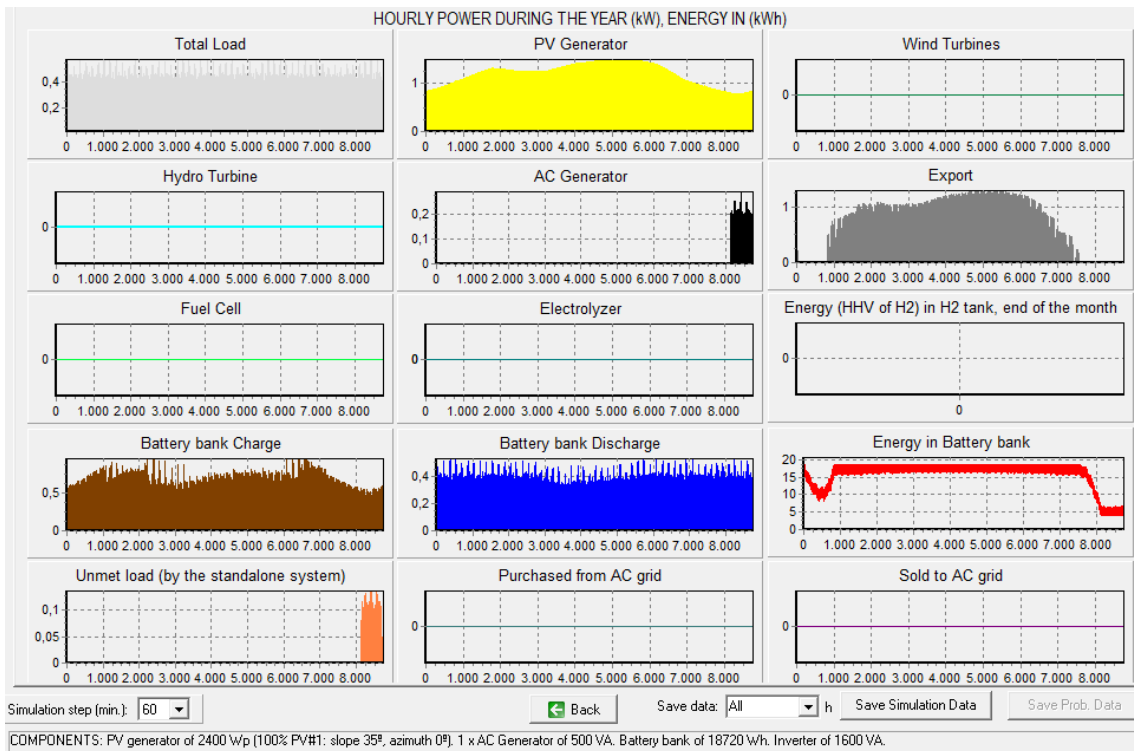 HOURLY POWER DURING THE YEAR (kW), ENERGY IN (kWh)
Total Load
0,4
0,2
0 1.000 2.000 3.000 4.000 5.000 6.000 7.000 8.000
PV Generator
1
0
0 1.000 2.000 3.000 4.000 5.000 6.000 7.000 8.000
Wind Turbines
0
0 1.000 2.000 3.000 4.000 5.000 6.000 7.000 8.000
Hydro Turbine
0
0 1.000 2.000 3.000 4.000 5.000 6.000 7.000 8.000
AC Generator
0,2
0,1
0
0 1.000 2.000 3.000 4.000 5.000 6.000 7.000 8.000
Export
1
0
0 1.000 2.000 3.000 4.000 5.000 6.000 7.000 8.000
Fuel Cell
0
0 1.000 2.000 3.000 4.000 5.000 6.000 7.000 8.000
Electrolyzer
0
0 1.000 2.000 3.000 4.000 5.000 6.000 7.000 8.000
Energy (HHV of H2) in H2 tank, end of the month
0
0
Battery bank Charge
0,5
0
0 1.000 2.000 3.000 4.000 5.000 6.000 7.000 8.000
Battery bank Discharge
0,4
0,2
0
0 1.000 2.000 3.000 4.000 5.000 6.000 7.000 8.000
Energy in Battery bank
20
15
10
5
0
0 1.000 2.000 3.000 4.000 5.000 6.000 7.000 8.000
Unmet load (by the standalone system)
0,1
0,05
0
0 1.000 2.000 3.000 4.000 5.000 6.000 7.000 8.000
Purchased from AC grid
0
0 1.000 2.000 3.000 4.000 5.000 6.000 7.000 8.000
Sold to AC grid
0
0 1.000 2.000 3.000 4.000 5.000 6.000 7.000 8.000
Simulation step (min.): 60 Back Save data: All h Save Simulation Data Save Prob. Data
COMPONENTS: PV generator of 2400 Wp (100% PV#1: slope 35º, azimuth 0º). 1 x AC Generator of 500 VA. Battery bank of 18720 Wh. Inverter of 1600 VA.